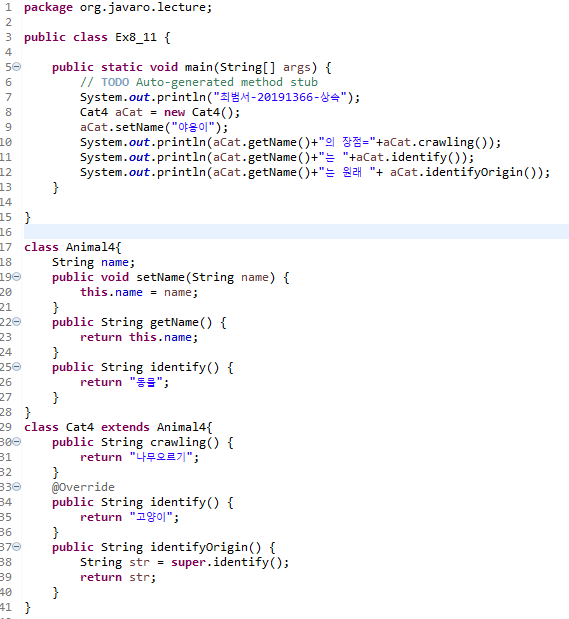 1 package org.javaro.lecture;
2
3 public class Ex8_11 {
4
5 public static void main(String[] args) {
6 // TODO Auto-generated method stub
7 System.out.println("최범서-20191366-상속");
8 Cat4 aCat = new Cat4();
9 aCat.setName("야옹이");
10 System.out.println(aCat.getName()+"의 장점="+aCat.crawling());
11 System.out.println(aCat.getName()+"는 "+aCat.identify());
12 System.out.println(aCat.getName()+"는 원래 "+ aCat.identifyOrigin());
13 }
14
15 }
16
17 class Animal4{
18 String name;
19 public void setName(String name) {
20 this.name = name;
21 }
22 public String getName() {
23 return this.name;
24 }
25 public String identify() {
26 return "동물";
27 }
28 }
29 class Cat4 extends Animal4{
30 public String crawling() {
31 return "나무오르기";
32 }
33 @Override
34 public String identify() {
35 return "고양이";
36 }
37 public String identifyOrigin() {
38 String str = super.identify();
39 return str;
40 }
41 }